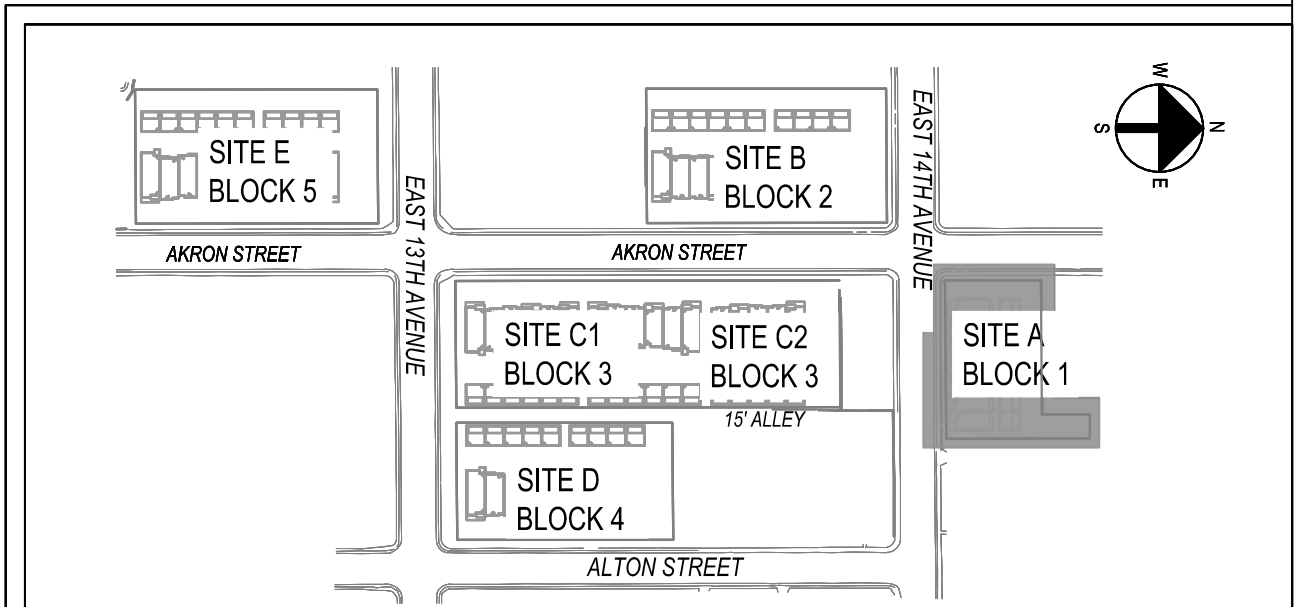 W
S
N
E
SITE E
BLOCK 5
SITE B
BLOCK 2
EAST 13TH AVENUE
EAST 14TH AVENUE
AKRON STREET
AKRON STREET
SITE C1
BLOCK 3
SITE C2
BLOCK 3
SITE A
BLOCK 1
15' ALLEY
SITE D
BLOCK 4
ALTON STREET